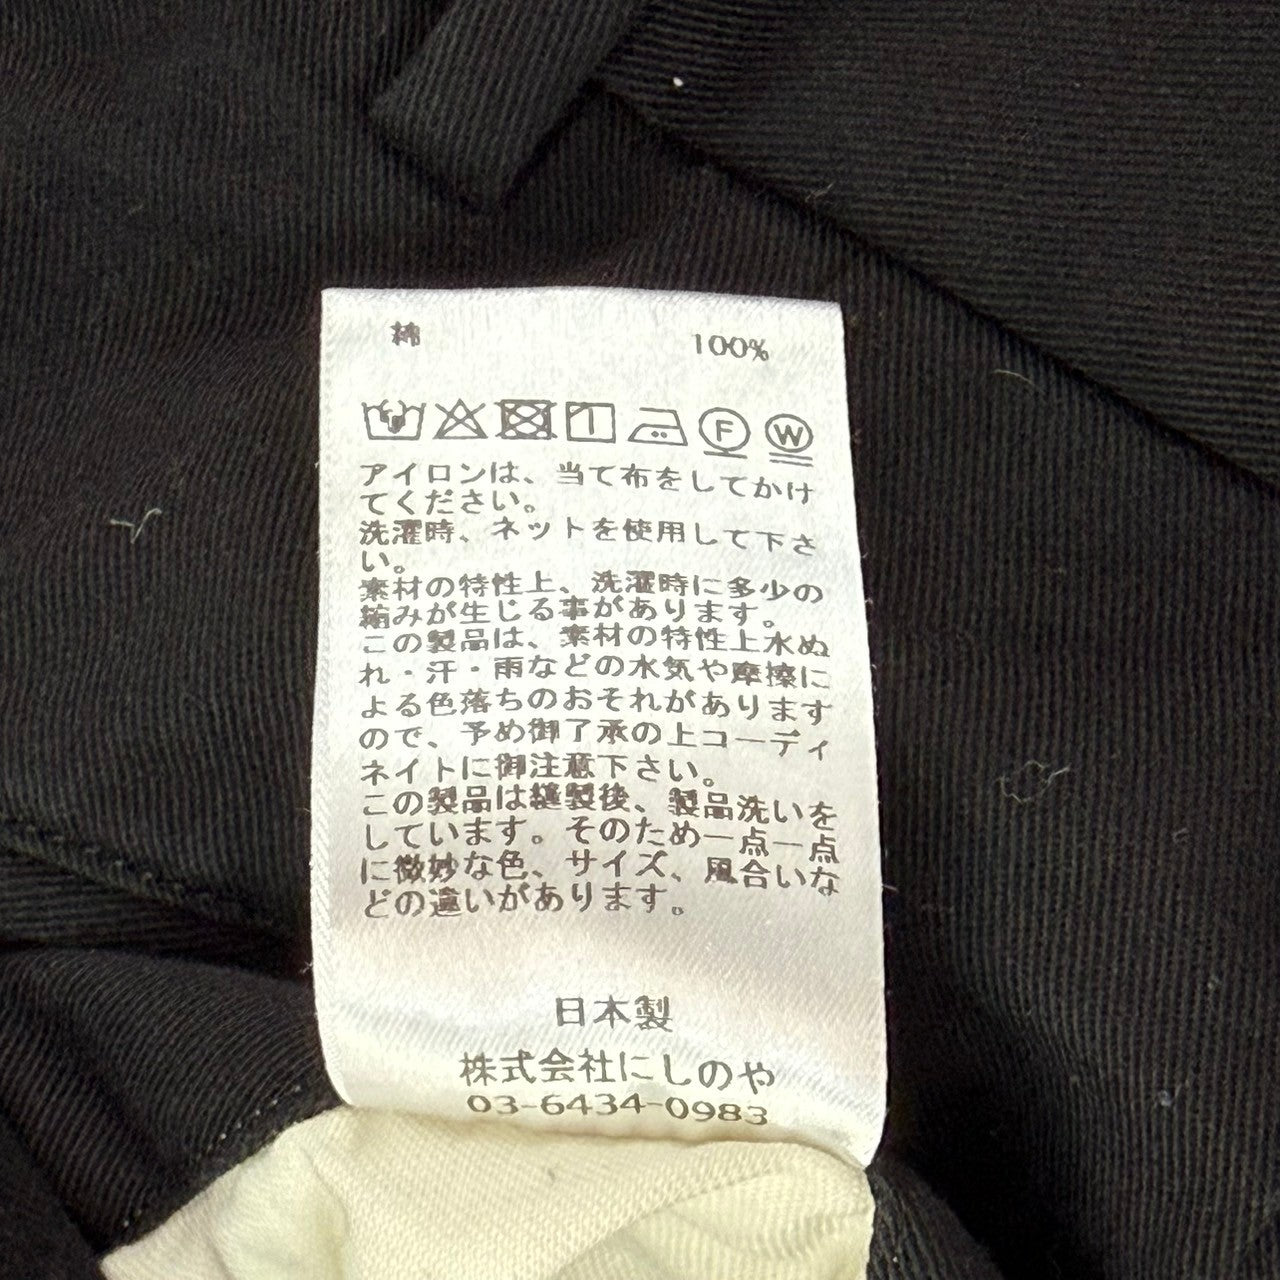 綿 100%
F W
アイロンは、当て布をしてかけ
てください。
洗濯時、ネットを使用して下さ
い。
素材の特性上、洗濯時に多少の
縮みが生じる事があります。
この製品は、素材の特性上水ぬ
れ・汗・雨などの水気や摩擦に
よる色落ちのおそれがあります
ので、予め御了承の上コーディ
ネイトに御注意下さい。
この製品は縫製後、製品洗いを
しています。そのため一点一点
に微妙な色、サイズ、風合いな
どの違いがあります。
日本製
株式会社にしのや
03-6434-0983